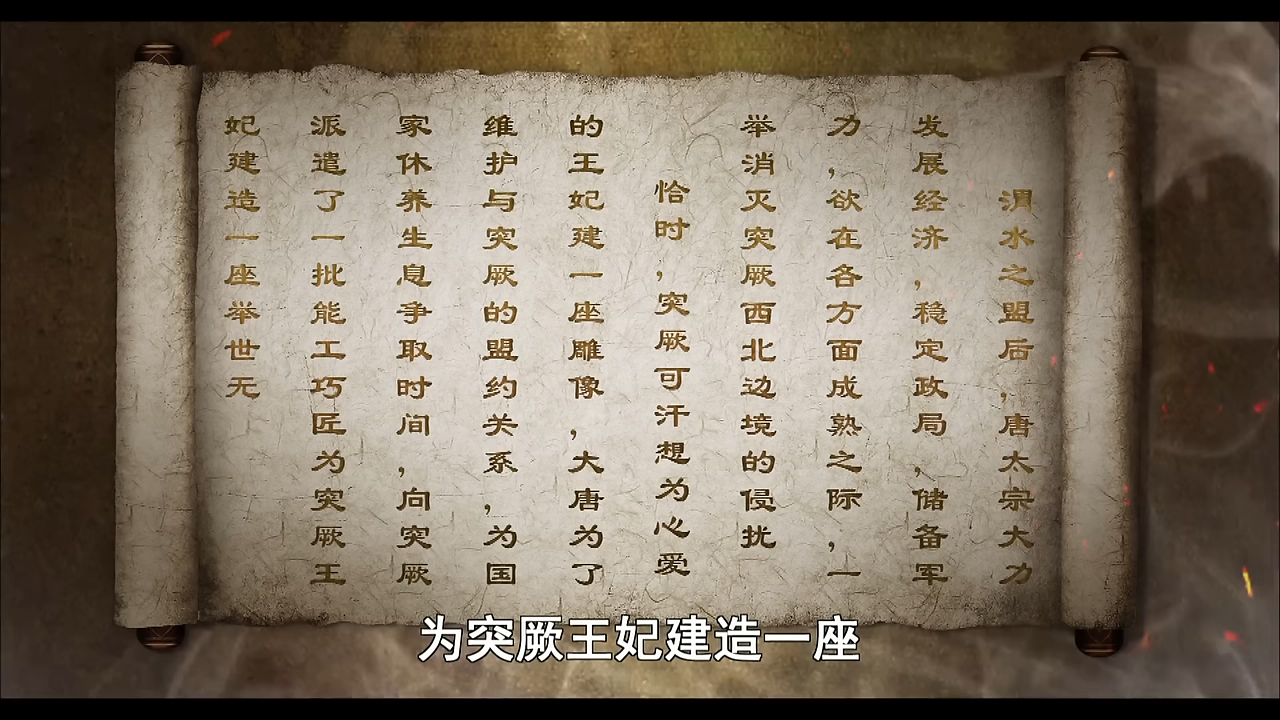 渭水之盟后，唐太宗大力
发展经济，稳定政局，储备军
力，欲在各方面成熟之际，一
举消灭突厥西北边境的侵扰
恰时，突厥可汗想为心爱
的王妃建一座雕像，大唐为了
维护与突厥的盟约关系，为国
家休养生息争取时间，向突厥
派遣了一批能工巧匠为突厥王
妃建造一座举世无
为突厥王妃建造一座